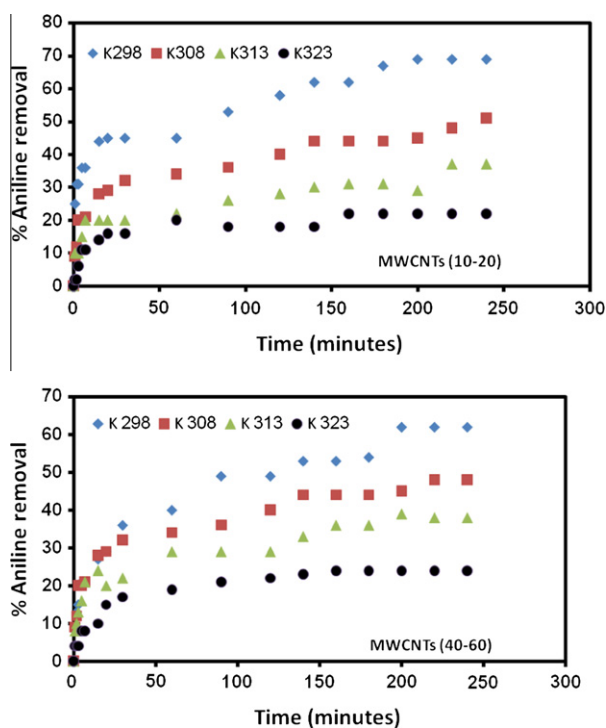 % Aniline removal
80
70
60
50
40
30
20
10
0
K298 K308 K313 K323
MWCNTs (10-20)
0 50 100 150 200 250 300
Time (minutes)
% Aniline removal
70
60
50
40
30
20
10
0
K 298 K 308 K 313 K 323
MWCNTs (40-60)
0 50 100 150 200 250 300
Time (minutes)